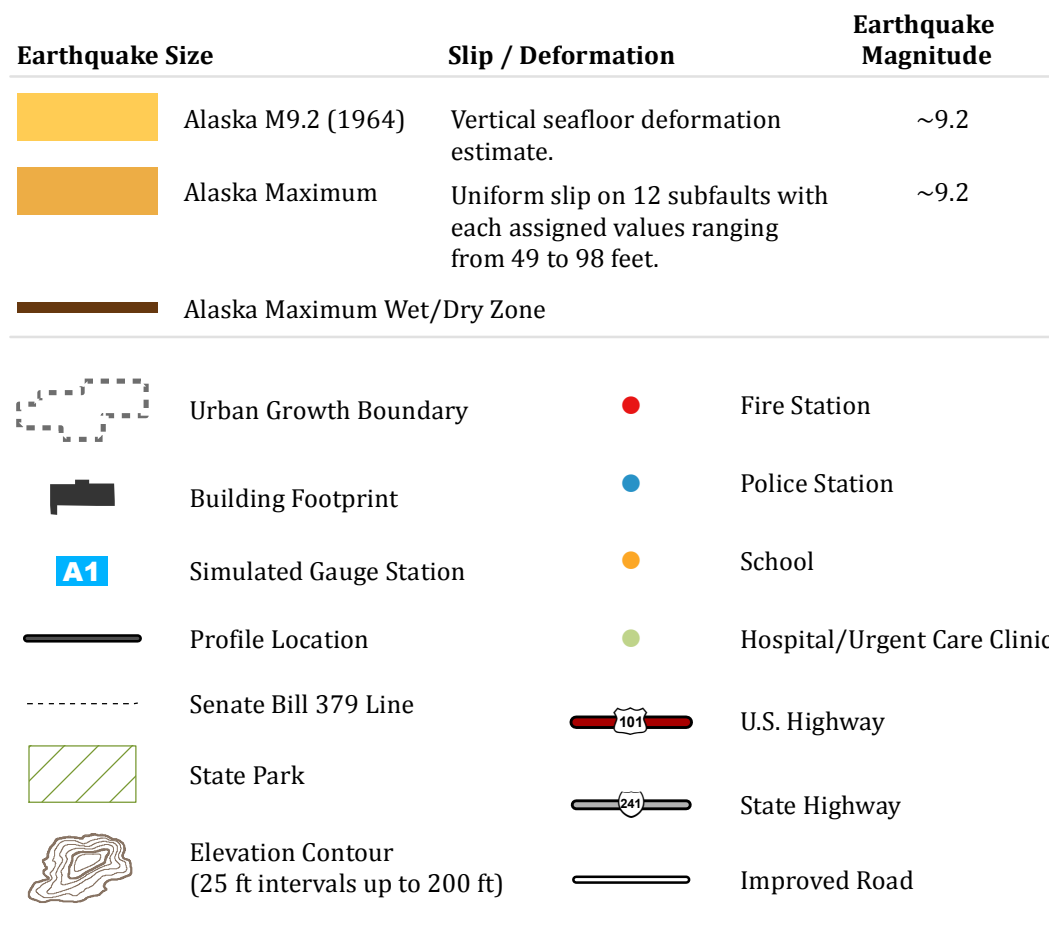 Earthquake Size
Slip / Deformation
Earthquake
Magnitude
Alaska M9.2 (1964)
Vertical seafloor deformation
estimate.
~9.2
Alaska Maximum
Uniform slip on 12 subfaults with
each assigned values ranging
from 49 to 98 feet.
~9.2
Alaska Maximum Wet/Dry Zone
Urban Growth Boundary
Fire Station
Building Footprint
Police Station
A1
Simulated Gauge Station
School
Profile Location
Hospital/Urgent Care Clinic
Senate Bill 379 Line
101
U.S. Highway
State Park
241
State Highway
Elevation Contour
(25 ft intervals up to 200 ft)
Improved Road